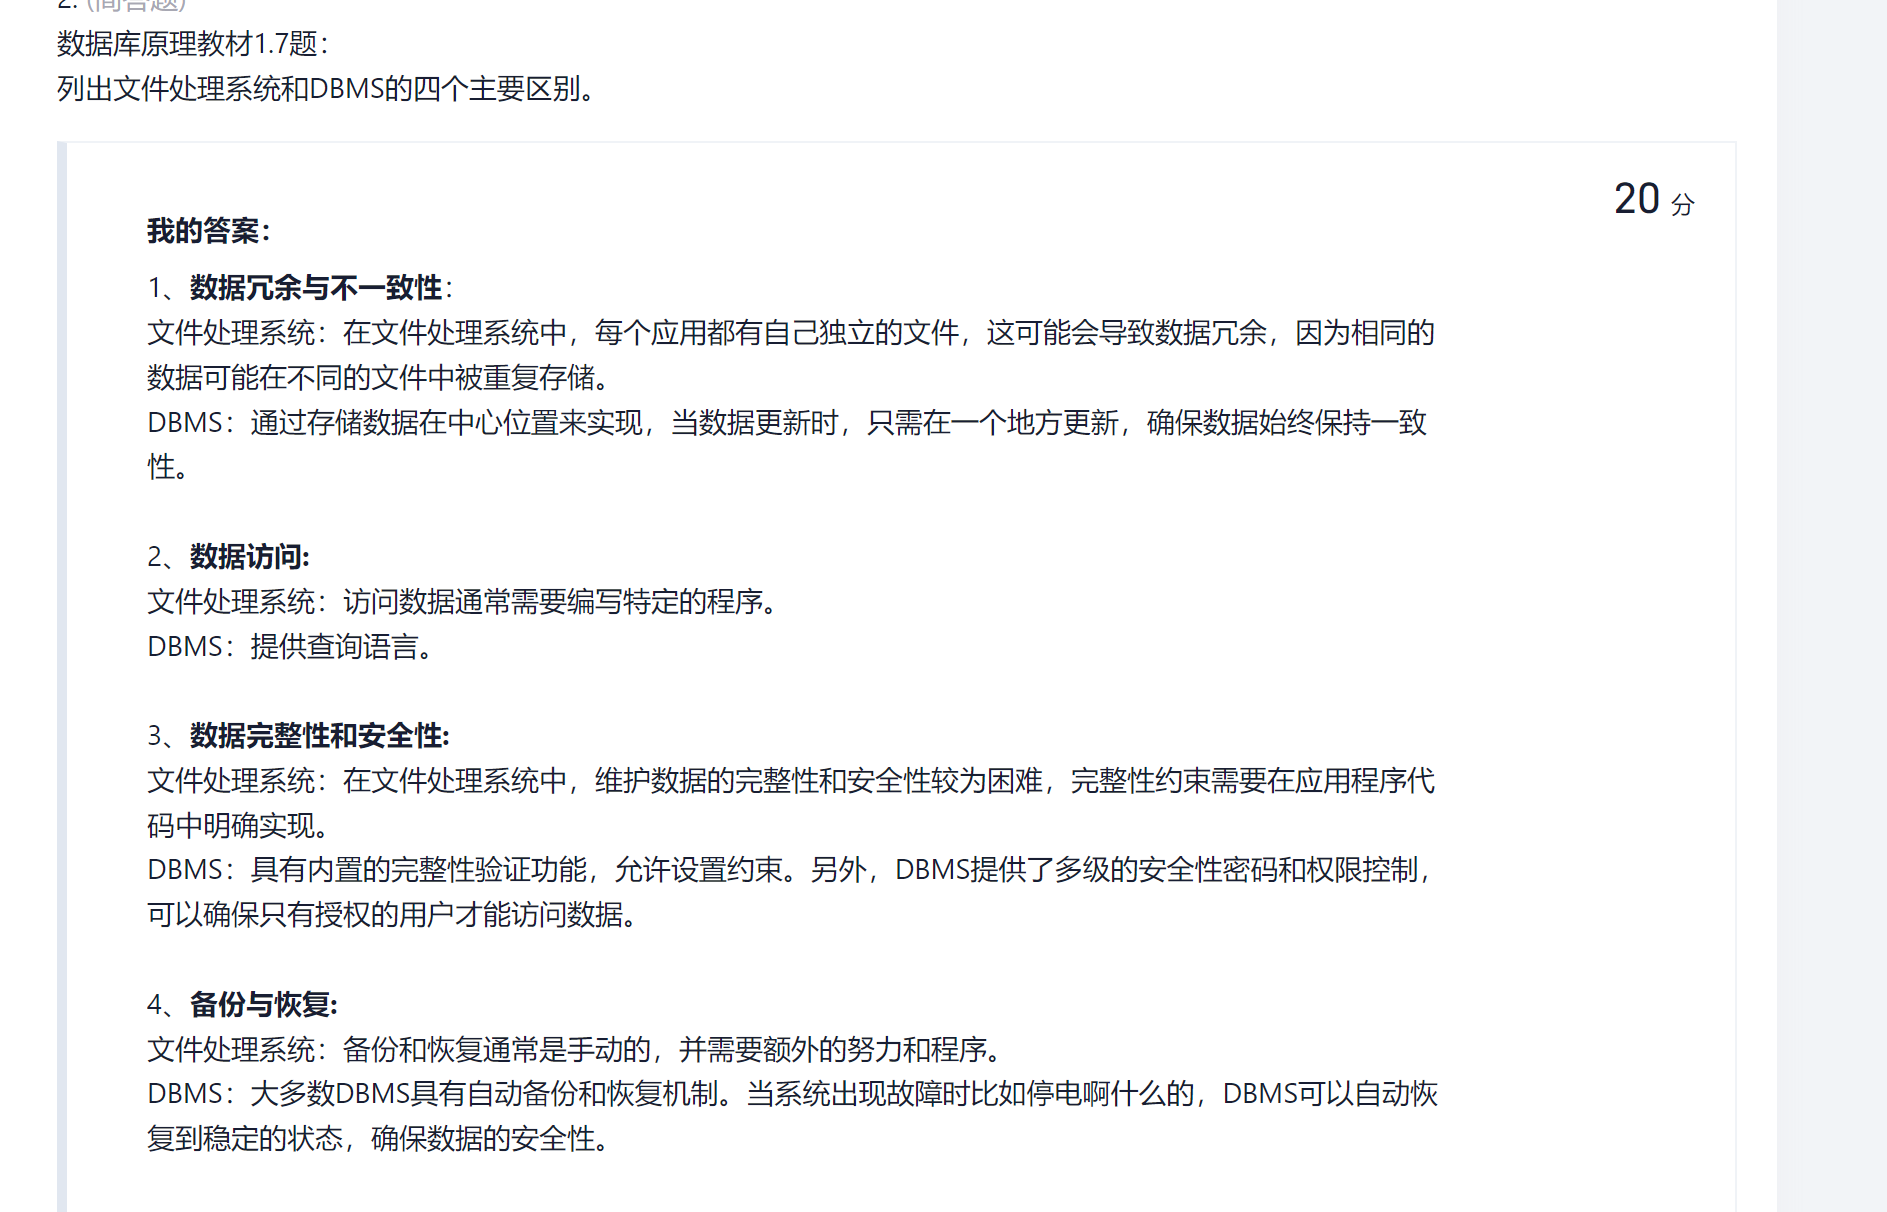 2. (简答题)
数据库原理教材1.7题：
列出文件处理系统和DBMS的四个主要区别。
20 分
我的答案：
1、数据冗余与不一致性：
文件处理系统：在文件处理系统中，每个应用都有自己独立的文件，这可能会导致数据冗余，因为相同的
数据可能在不同的文件中被重复存储。
DBMS：通过存储数据在中心位置来实现，当数据更新时，只需在一个地方更新，确保数据始终保持一致
性。
2、数据访问:
文件处理系统：访问数据通常需要编写特定的程序。
DBMS：提供查询语言。
3、数据完整性和安全性:
文件处理系统：在文件处理系统中，维护数据的完整性和安全性较为困难，完整性约束需要在应用程序代
码中明确实现。
DBMS：具有内置的完整性验证功能，允许设置约束。另外，DBMS提供了多级的安全性密码和权限控制，
可以确保只有授权的用户才能访问数据。
4、备份与恢复:
文件处理系统：备份和恢复通常是手动的，并需要额外的努力和程序。
DBMS：大多数DBMS具有自动备份和恢复机制。当系统出现故障时比如停电啊什么的，DBMS可以自动恢
复到稳定的状态，确保数据的安全性。